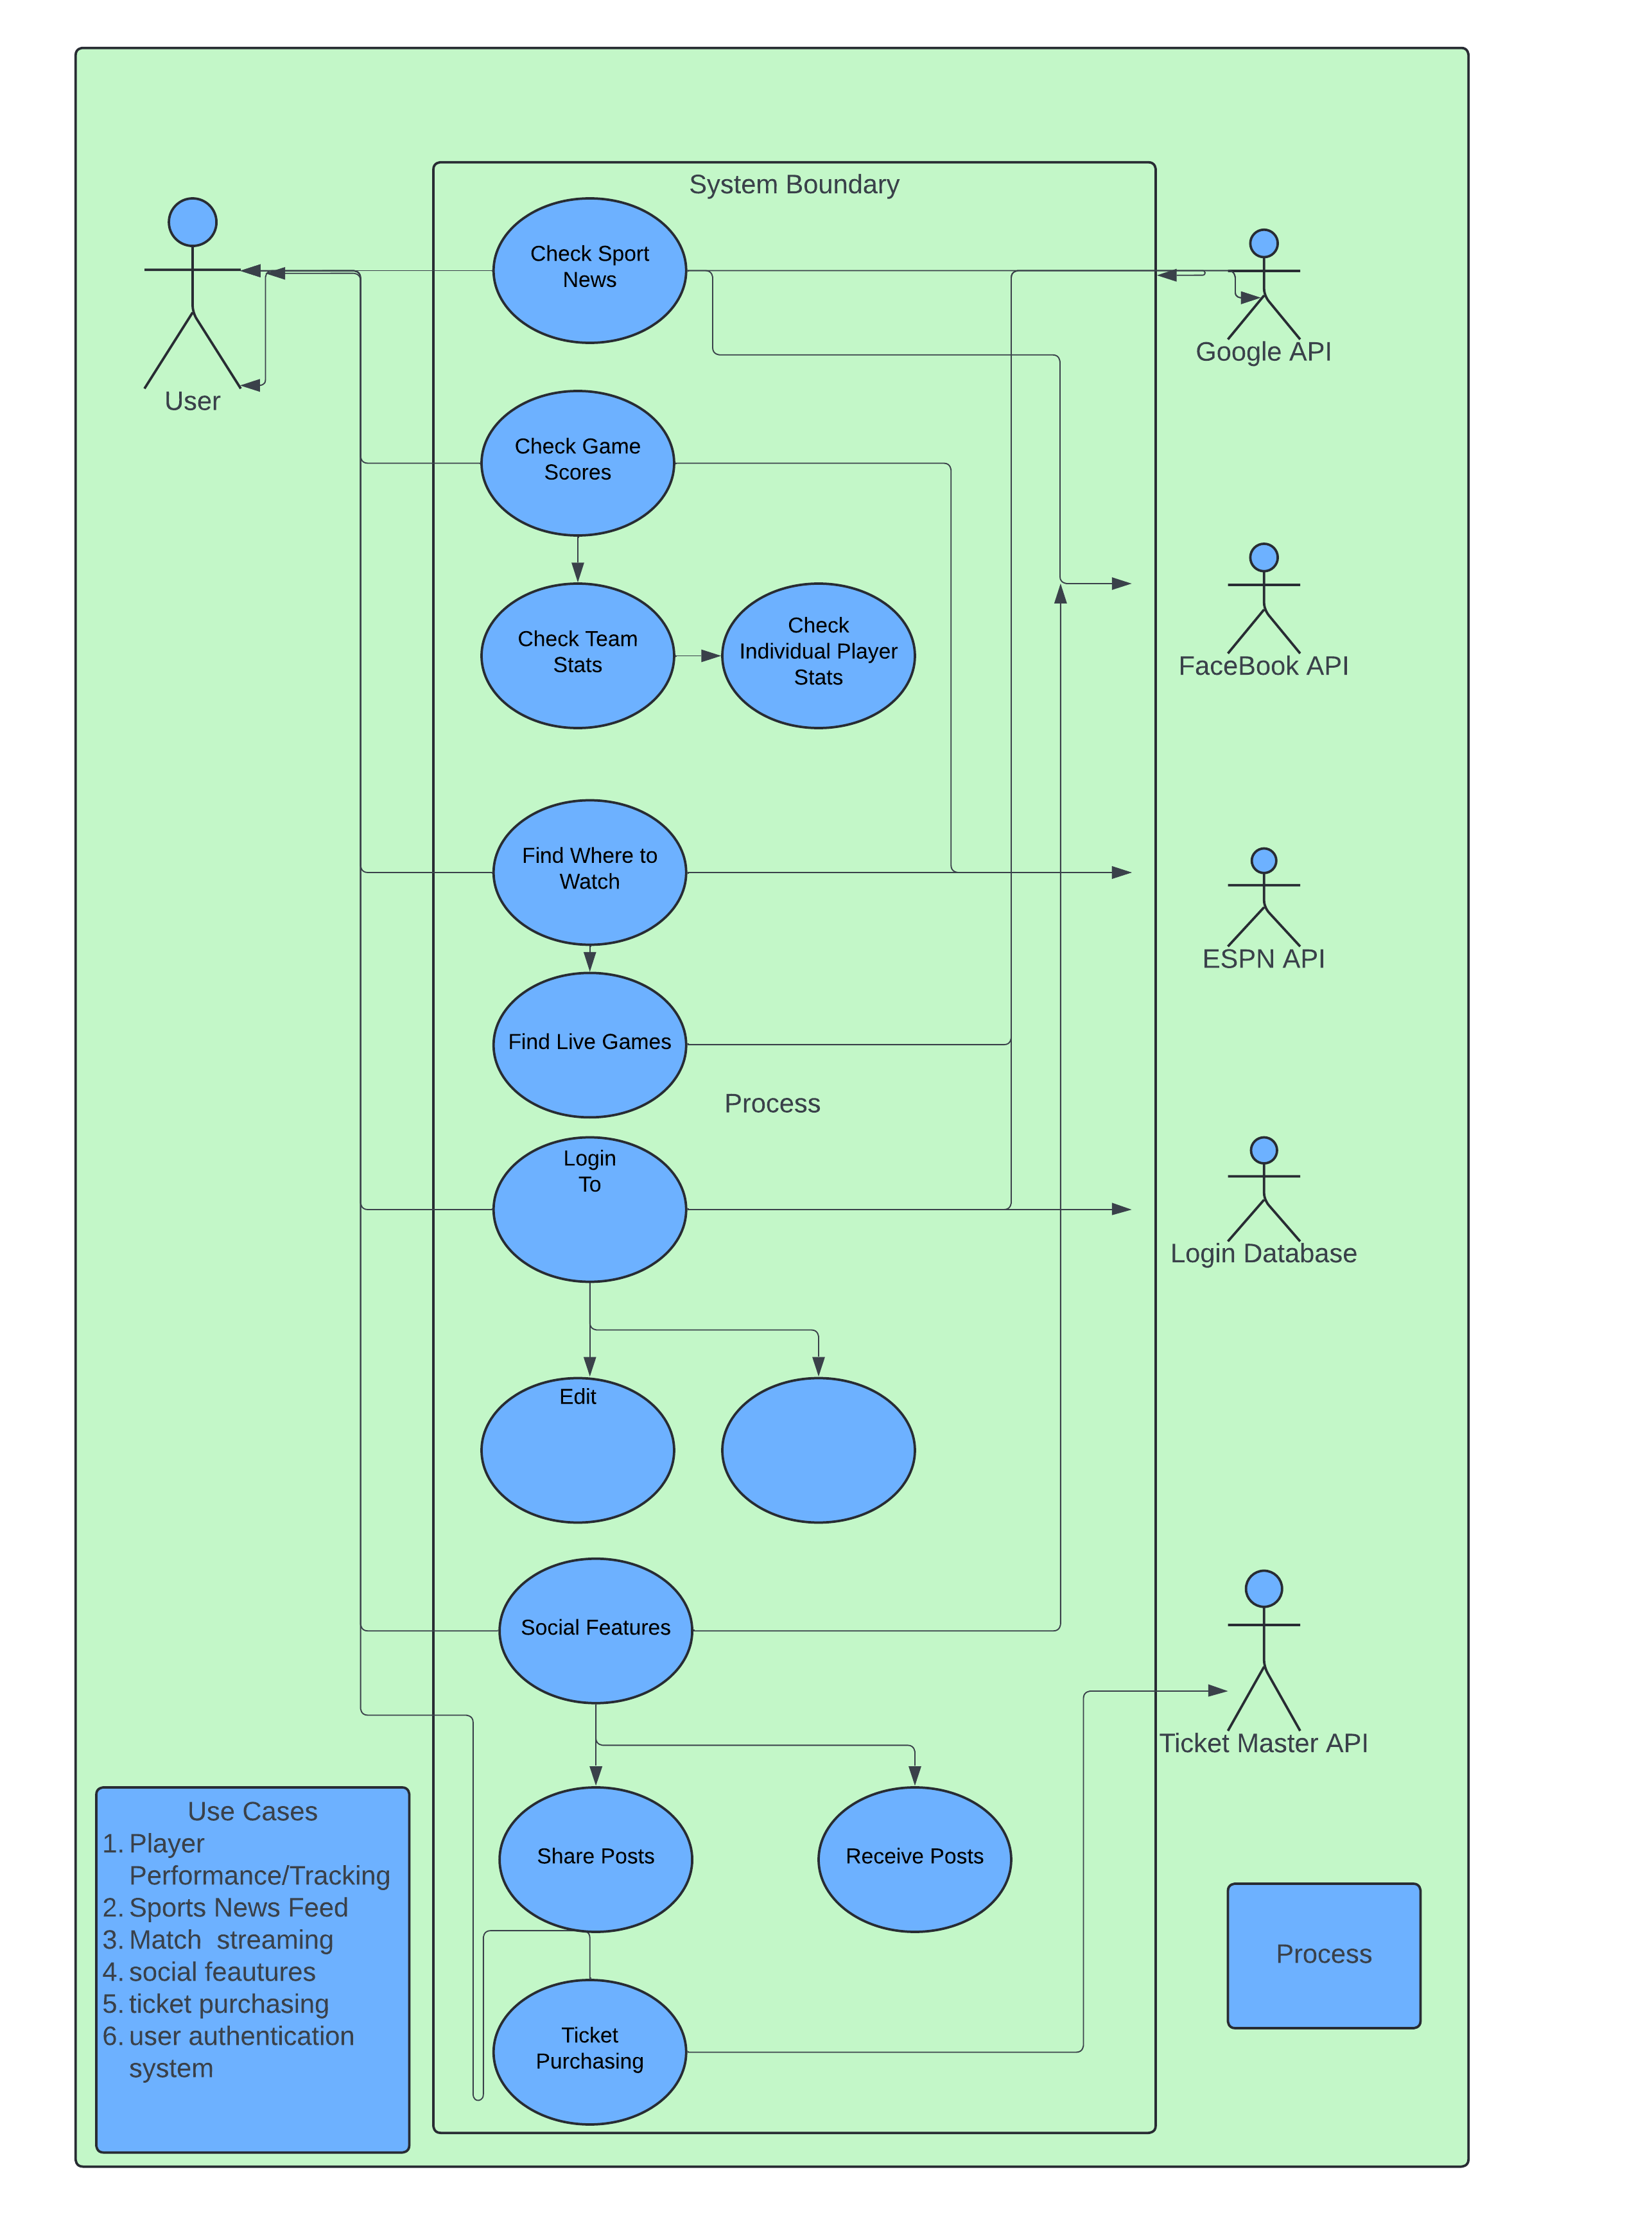 System Boundary
Check Sport
News
User
Google API
Check Game
Scores
Check Team
Stats
Check
Individual Player
Stats
FaceBook API
Find Where to
Watch
ESPN API
Find Live Games
Process
Login
To
Login Database
Edit
Social Features
Ticket Master API
Share Posts
Receive Posts
Use Cases
1. Player
Performance/Tracking
2. Sports News Feed
3. Match  streaming
4. social feautures
5. ticket purchasing
6. user authentication
system
Process
Ticket
Purchasing